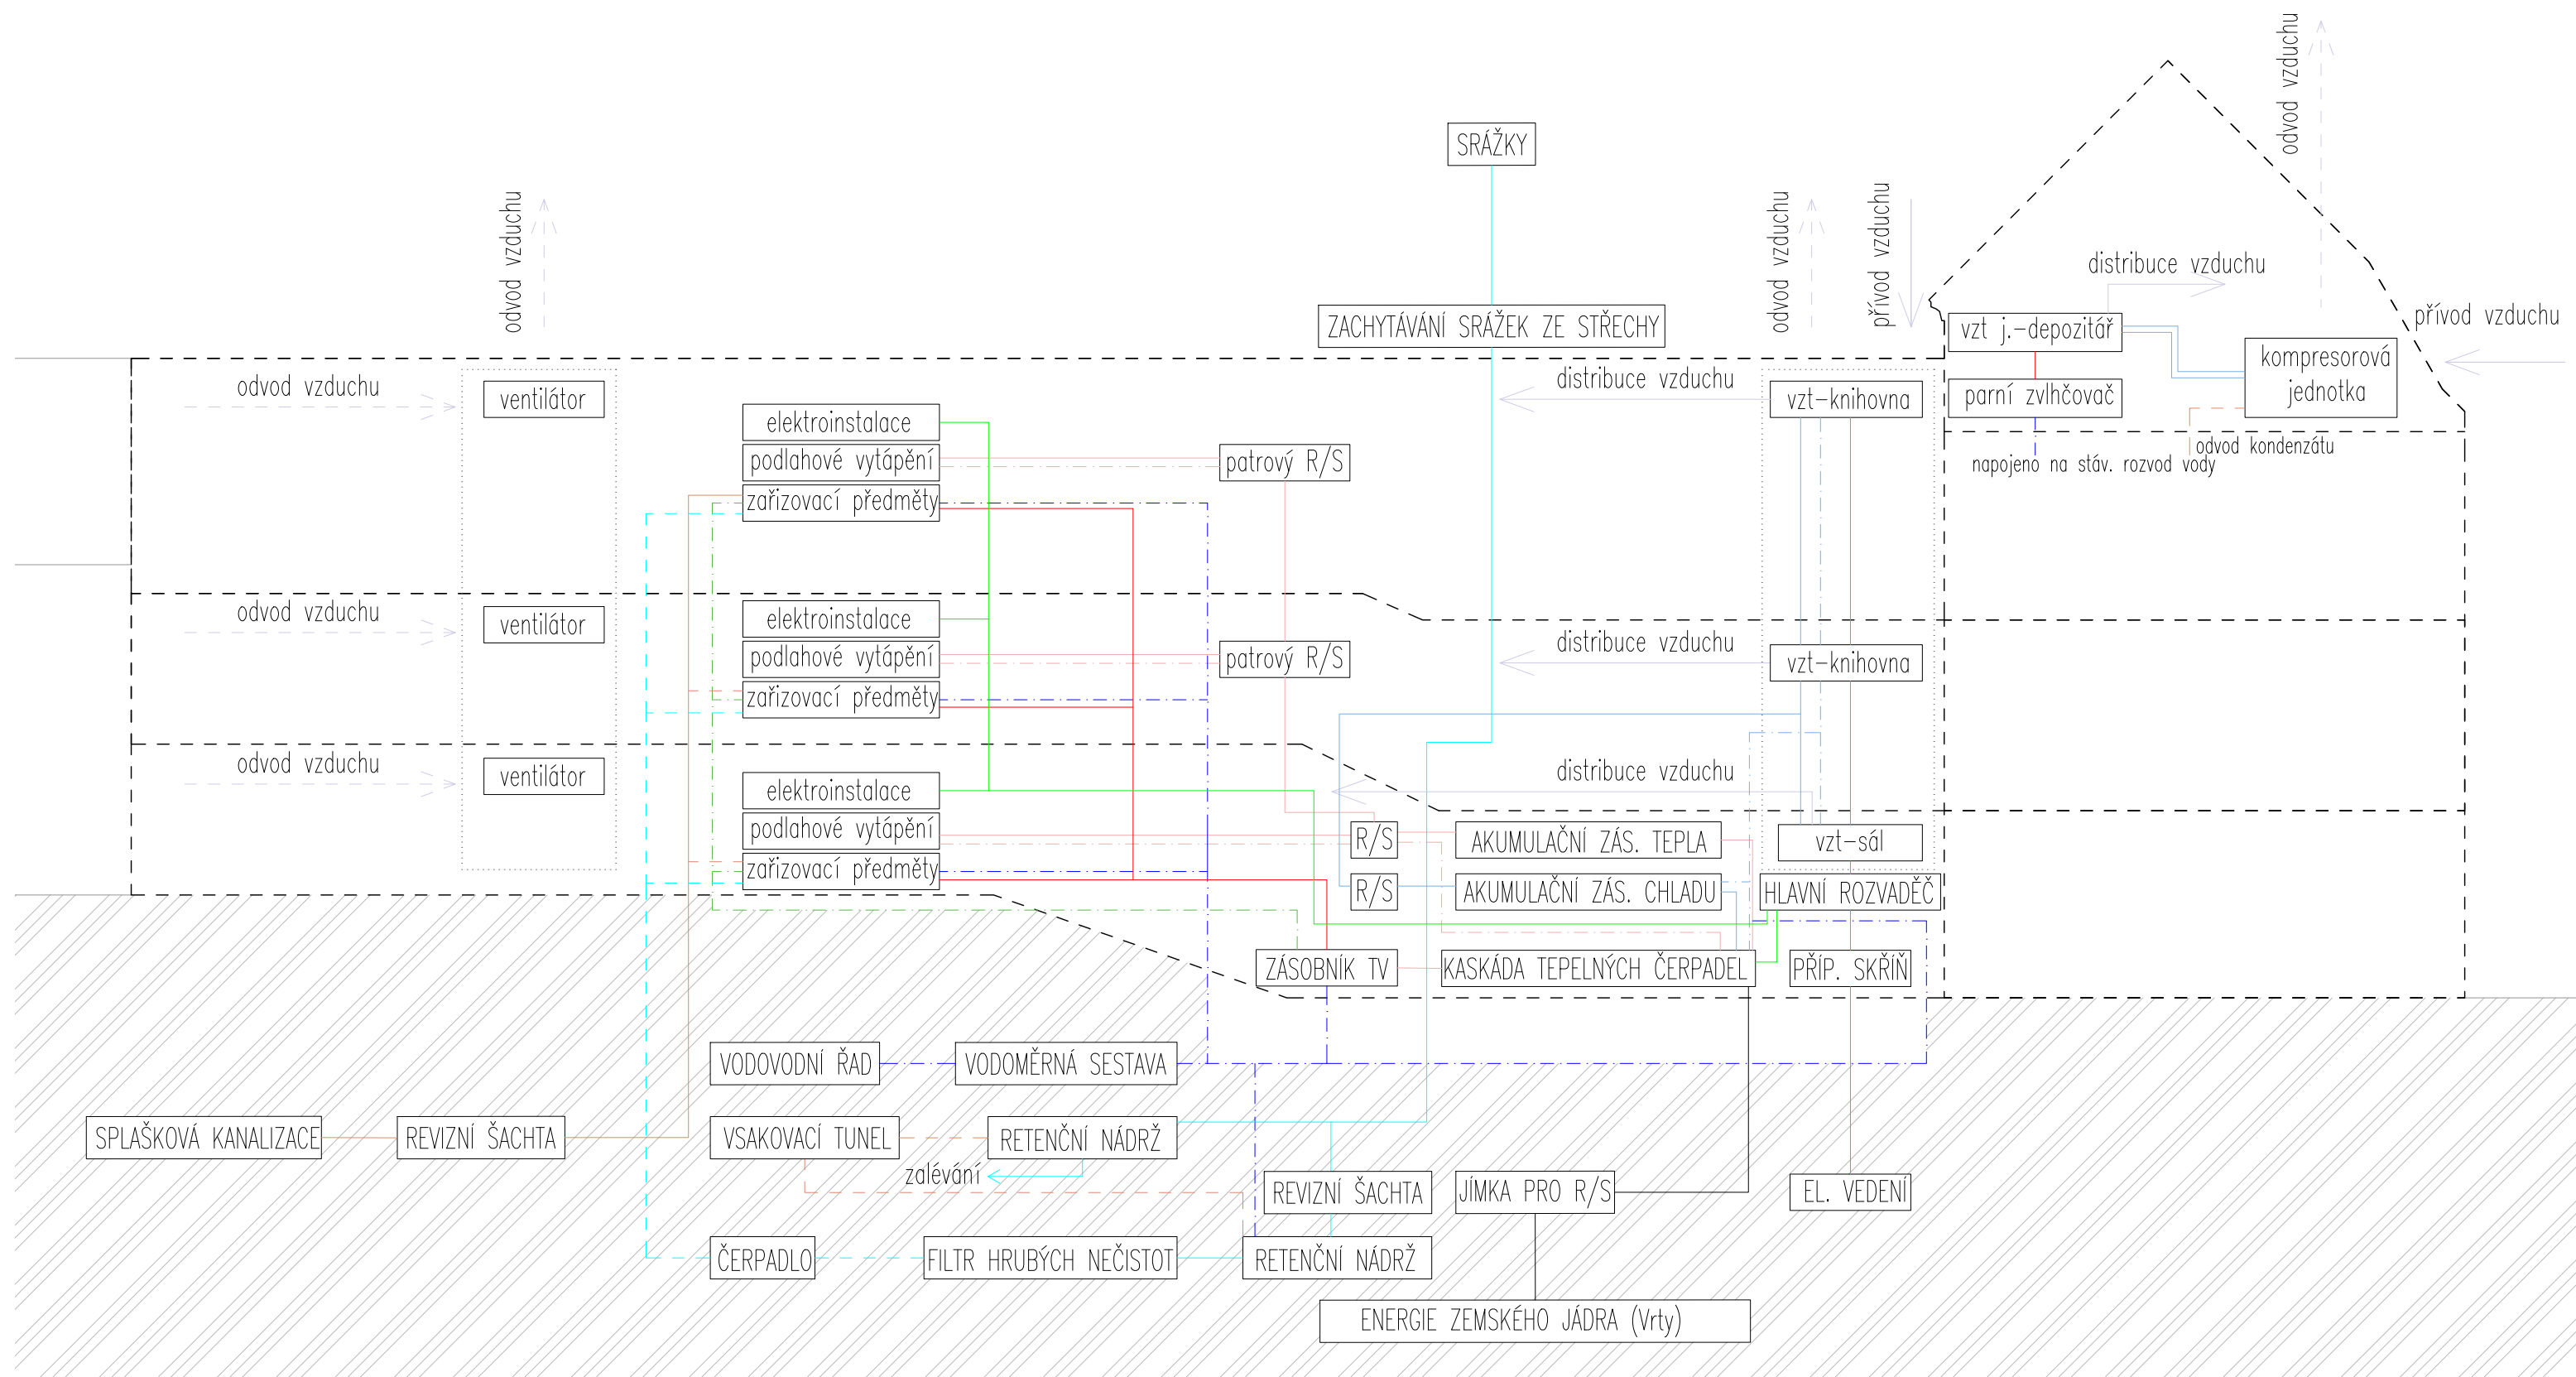 odvod vzduchu
SRÁŽKY
odvod vzduchu
odvod vzduchu
přívod vzduchu
distribuce vzduchu
přívod vzduchu
ZACHYTÁVÁNÍ SRÁŽEK ZE STŘECHY
vzt j.-depozitář
kompresorová
jednotka
odvod vzduchu
ventilátor
distribuce vzduchu
vzt-knihovna
parní zvlhčovač
elektroinstalace
podlahové vytápění
patrový R/S
zařizovací předměty
odvod kondenzátu
napojeno na stáv. rozvod vody
odvod vzduchu
ventilátor
elektroinstalace
podlahové vytápění
patrový R/S
zařizovací předměty
distribuce vzduchu
vzt-knihovna
odvod vzduchu
ventilátor
distribuce vzduchu
elektroinstalace
podlahové vytápění
zařizovací předměty
R/S
AKUMULAČNÍ ZÁS. TEPLA
vzt-sál
R/S
AKUMULAČNÍ ZÁS. CHLADU
HLAVNÍ ROZVADĚČ
ZÁSOBNÍK TV
KASKÁDA TEPELNÝCH ČERPADEL
PŘÍP. SKŘÍŇ
VODOVODNÍ ŘAD
VODOMĚRNÁ SESTAVA
SPLAŠKOVÁ KANALIZACE
REVIZNÍ ŠACHTA
VSAKOVACÍ TUNEL
RETENČNÍ NÁDRŽ
zalévání
REVIZNÍ ŠACHTA
JÍMKA PRO R/S
EL. VEDENÍ
ČERPADLO
FILTR HRUBÝCH NEČISTOT
RETENČNÍ NÁDRŽ
ENERGIE ZEMSKÉHO JÁDRA (Vrty)